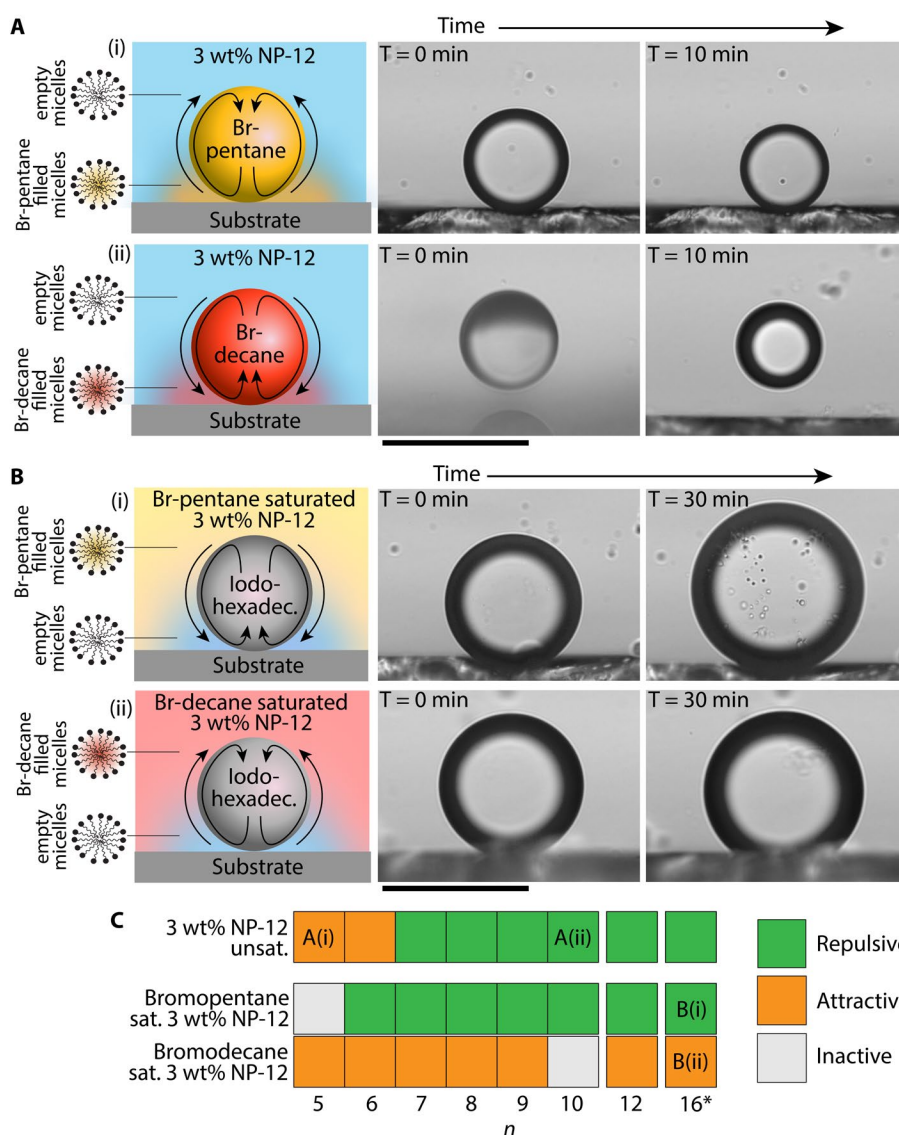 A
Time
(i)
empty
micelles
Br-pentane
filled
micelles
3 wt% NP-12
Br-
pentane
Substrate
T = 0 min
T = 10 min
(ii)
empty
micelles
Br-decane
filled
micelles
3 wt% NP-12
Br-
decane
Substrate
T = 0 min
T = 10 min
B
Time
(i)
Br-pentane
filled
micelles
empty
micelles
Br-pentane saturated
3 wt% NP-12
Iodo-
hexadec.
Substrate
T = 0 min
T = 30 min
(ii)
Br-decane
filled
micelles
empty
micelles
Br-decane saturated
3 wt% NP-12
Iodo-
hexadec.
Substrate
T = 0 min
T = 30 min
C
3 wt% NP-12
unsat.
A(i)
A(ii)
Bromopentane
sat. 3 wt% NP-12
B(i)
Bromodecane
sat. 3 wt% NP-12
B(ii)
5 6 7 8 9 10 12 16*
n
Repulsive
Attractiv
Inactive